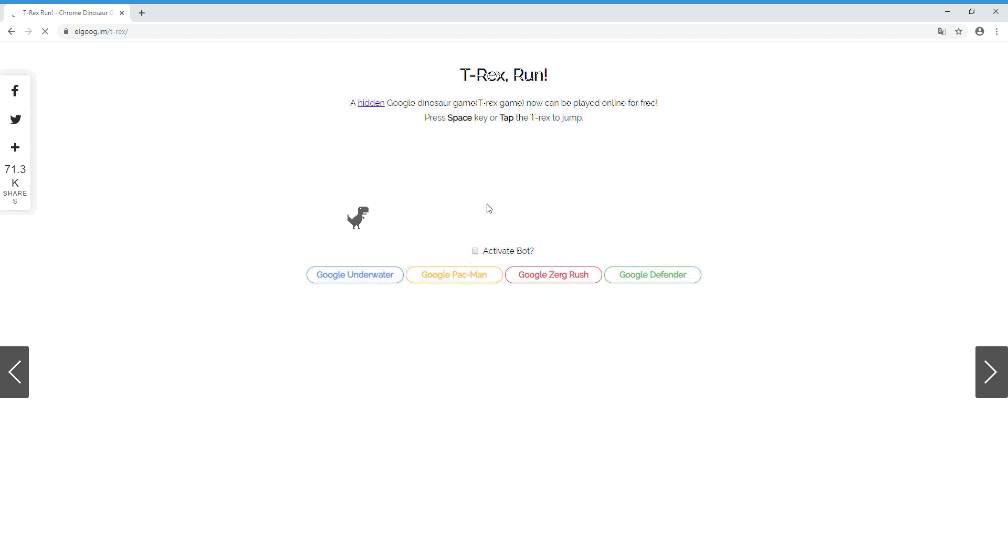 T-Rex Run! - Chrome Dinosaur G
elgoog.im/t-rex/
T-Rex, Run!
A hidden Google dinosaur game(T-rex game) now can be played online for free!
Press Space key or Tap the T-rex to jump.
71.3
K
SHARE
S
Activate Bot?
Google Underwater
Google Pac-Man
Google Zerg Rush
Google Defender